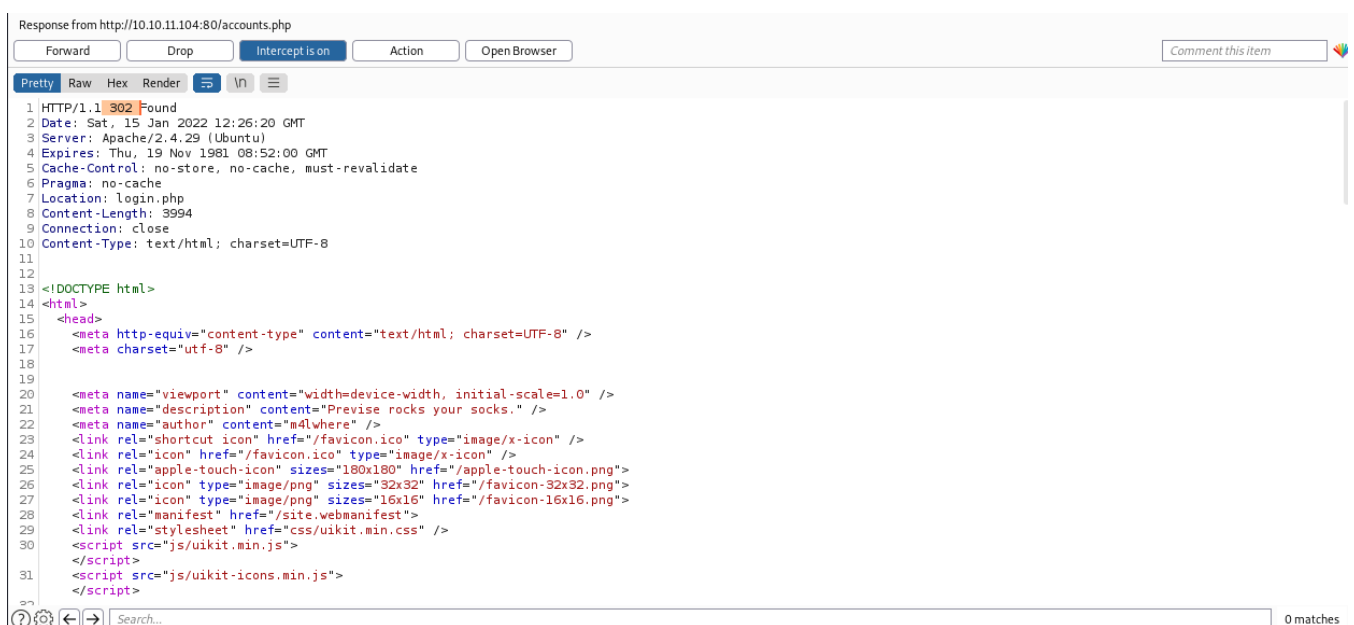 Response from http://10.10.11.104:80/accounts.php
Forward Drop Intercept is on Action Open Browser Comment this item
Pretty Raw Hex Render \n
1 HTTP/1.1 302 Found
2 Date: Sat, 15 Jan 2022 12:26:20 GMT
3 Server: Apache/2.4.29 (Ubuntu)
4 Expires: Thu, 19 Nov 1981 08:52:00 GMT
5 Cache-Control: no-store, no-cache, must-revalidate
6 Pragma: no-cache
7 Location: login.php
8 Content-Length: 3994
9 Connection: close
10 Content-Type: text/html; charset=UTF-8
11
12
13 <!DOCTYPE html>
14 <html>
15 <head>
16 <meta http-equiv="content-type" content="text/html; charset=UTF-8" />
17 <meta charset="utf-8" />
18
19
20 <meta name="viewport" content="width=device-width, initial-scale=1.0" />
21 <meta name="description" content="Previse rocks your socks." />
22 <meta name="author" content="m4lwhere" />
23 <link rel="shortcut icon" href="/favicon.ico" type="image/x-icon" />
24 <link rel="icon" href="/favicon.ico" type="image/x-icon" />
25 <link rel="apple-touch-icon" sizes="180x180" href="/apple-touch-icon.png">
26 <link rel="icon" type="image/png" sizes="32x32" href="/favicon-32x32.png">
27 <link rel="icon" type="image/png" sizes="16x16" href="/favicon-16x16.png">
28 <link rel="manifest" href="/site.webmanifest">
29 <link rel="stylesheet" href="css/uikit.min.css" />
30 <script src="js/uikit.min.js">
</script>
31 <script src="js/uikit-icons.min.js">
</script>
32
Search... 0 matches